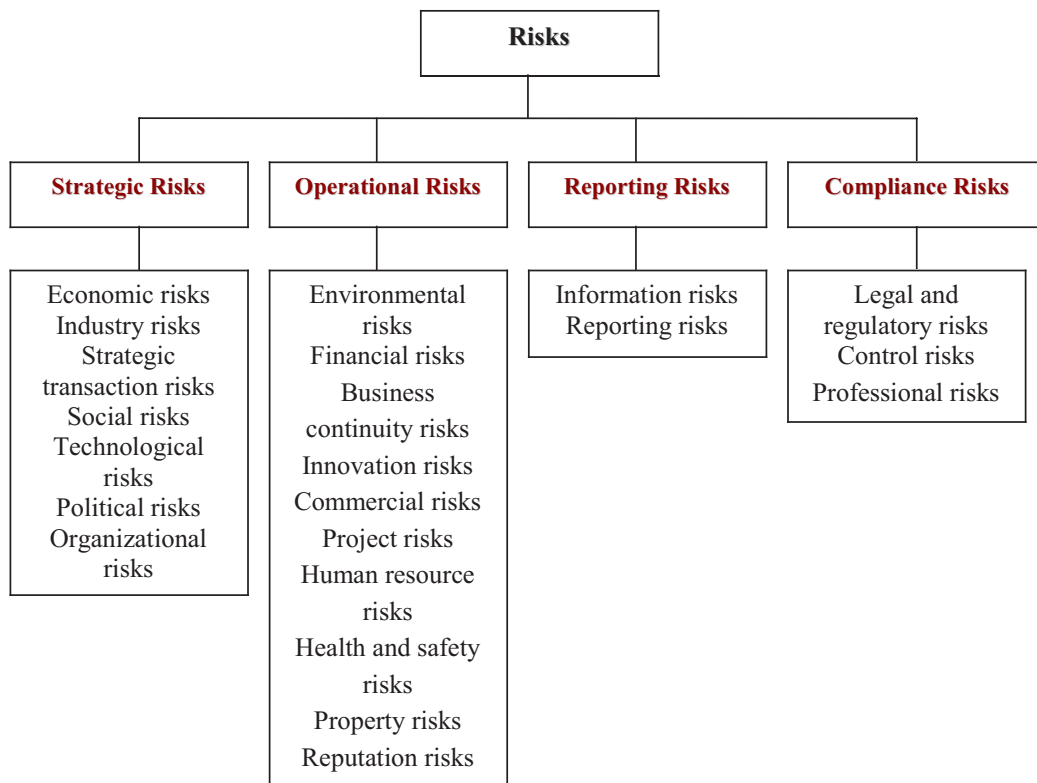 Risks
Strategic Risks
Operational Risks
Reporting Risks
Compliance Risks
Economic risks
Industry risks
Strategic
transaction risks
Social risks
Technological
risks
Political risks
Organizational
risks
Environmental
risks
Financial risks
Business
continuity risks
Innovation risks
Commercial risks
Project risks
Human resource
risks
Health and safety
risks
Property risks
Reputation risks
Information risks
Reporting risks
Legal and
regulatory risks
Control risks
Professional risks